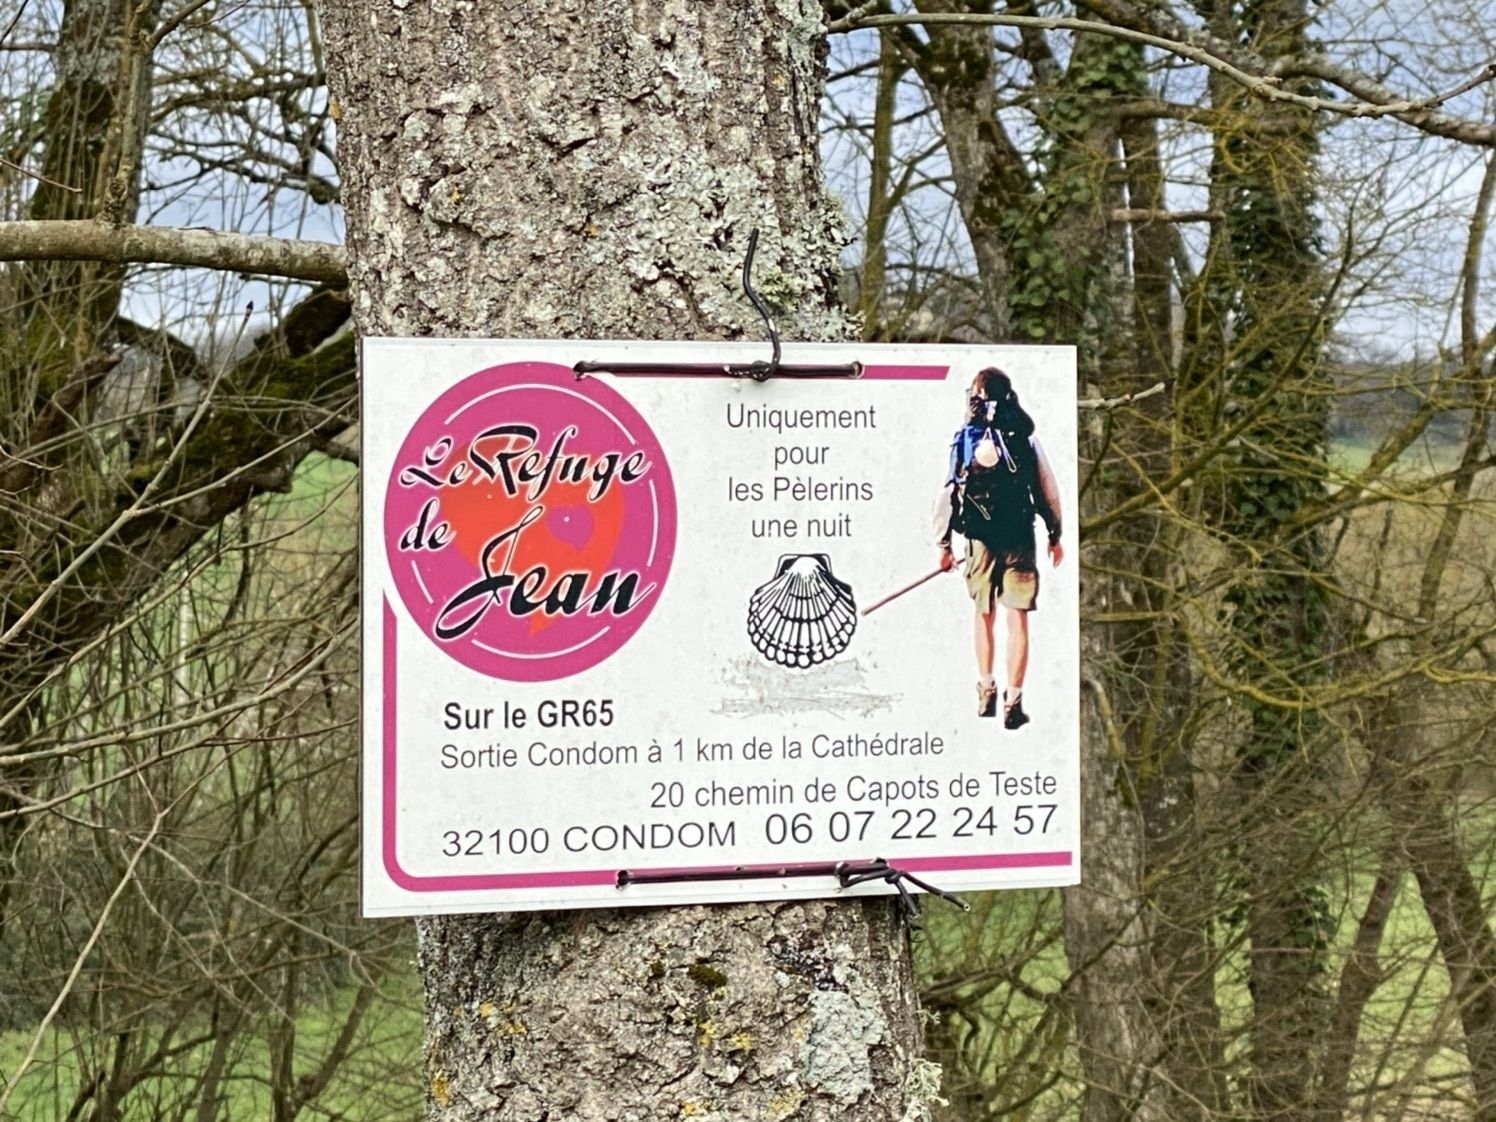 Le Refuge
de
Jean
Uniquement
pour
les Pèlerins
une nuit
Sur le GR65
Sortie Condom à 1 km de la Cathédrale
20 chemin de Capots de Teste
32100 CONDOM 06 07 22 24 57